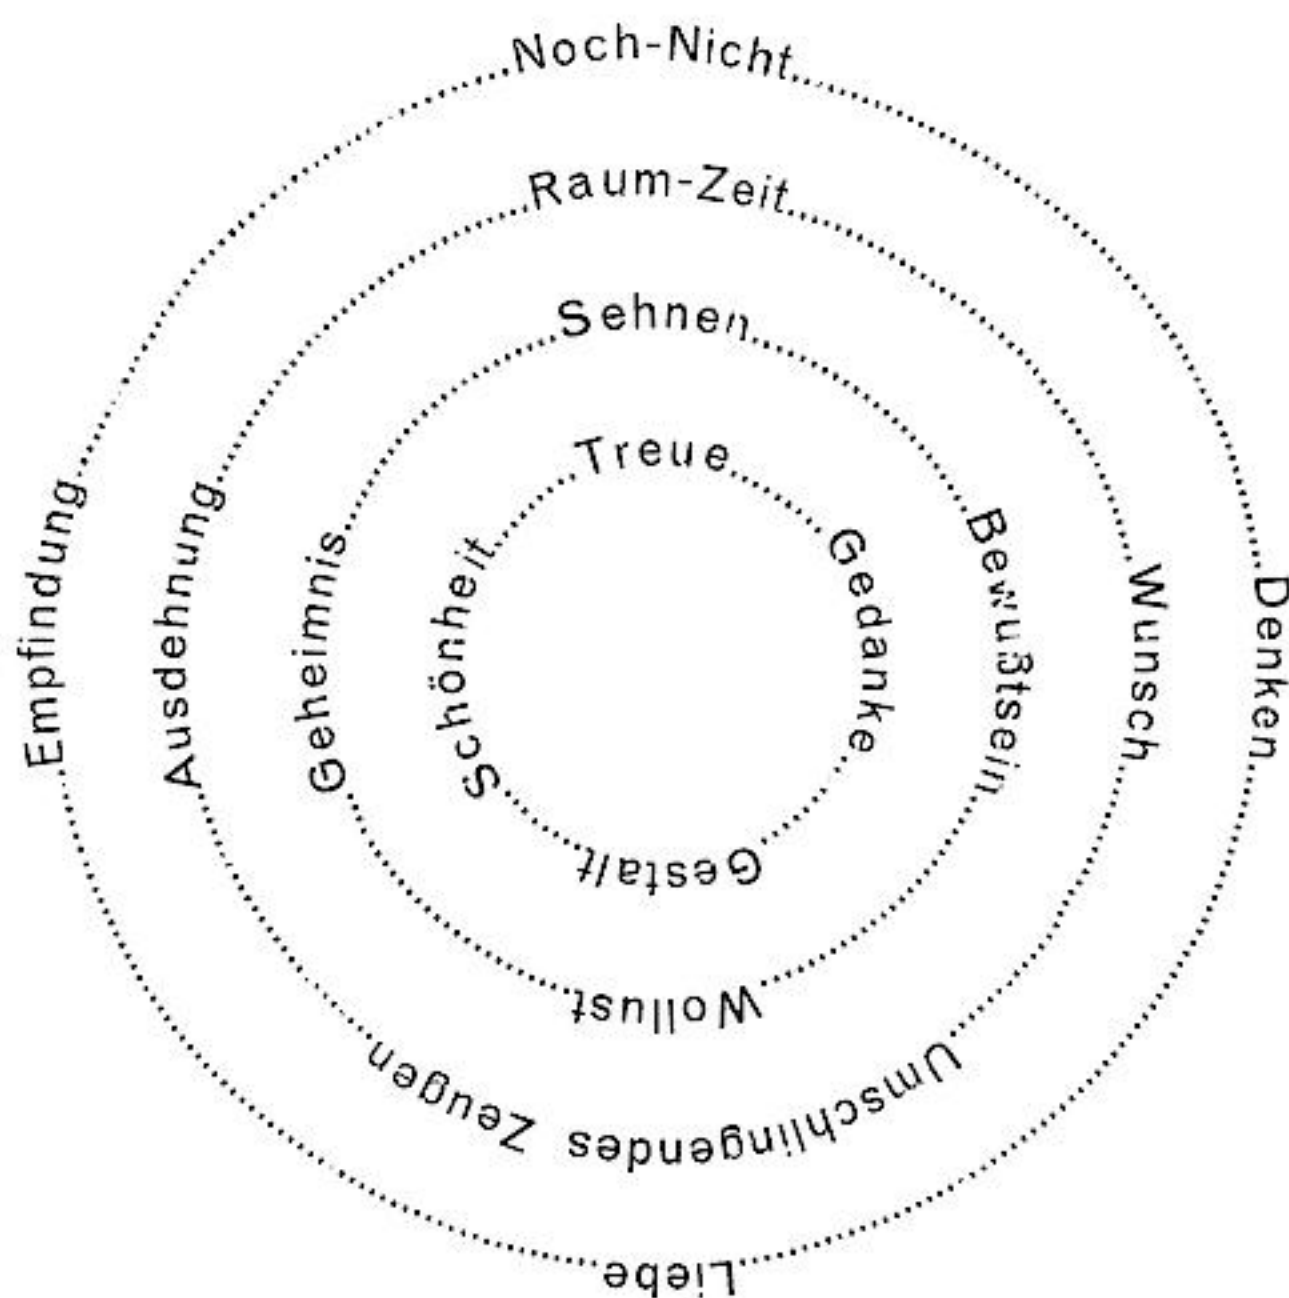 Noch-Nicht
Denken
Liebe
Empfindung
Raum-Zeit
Wunsch
Umschlingendes Zeugen
Ausdehnung
Sehnen
Bewußtsein
Wollust
Geheimnis
Treue
Gedanke
Gestalt
Schönheit